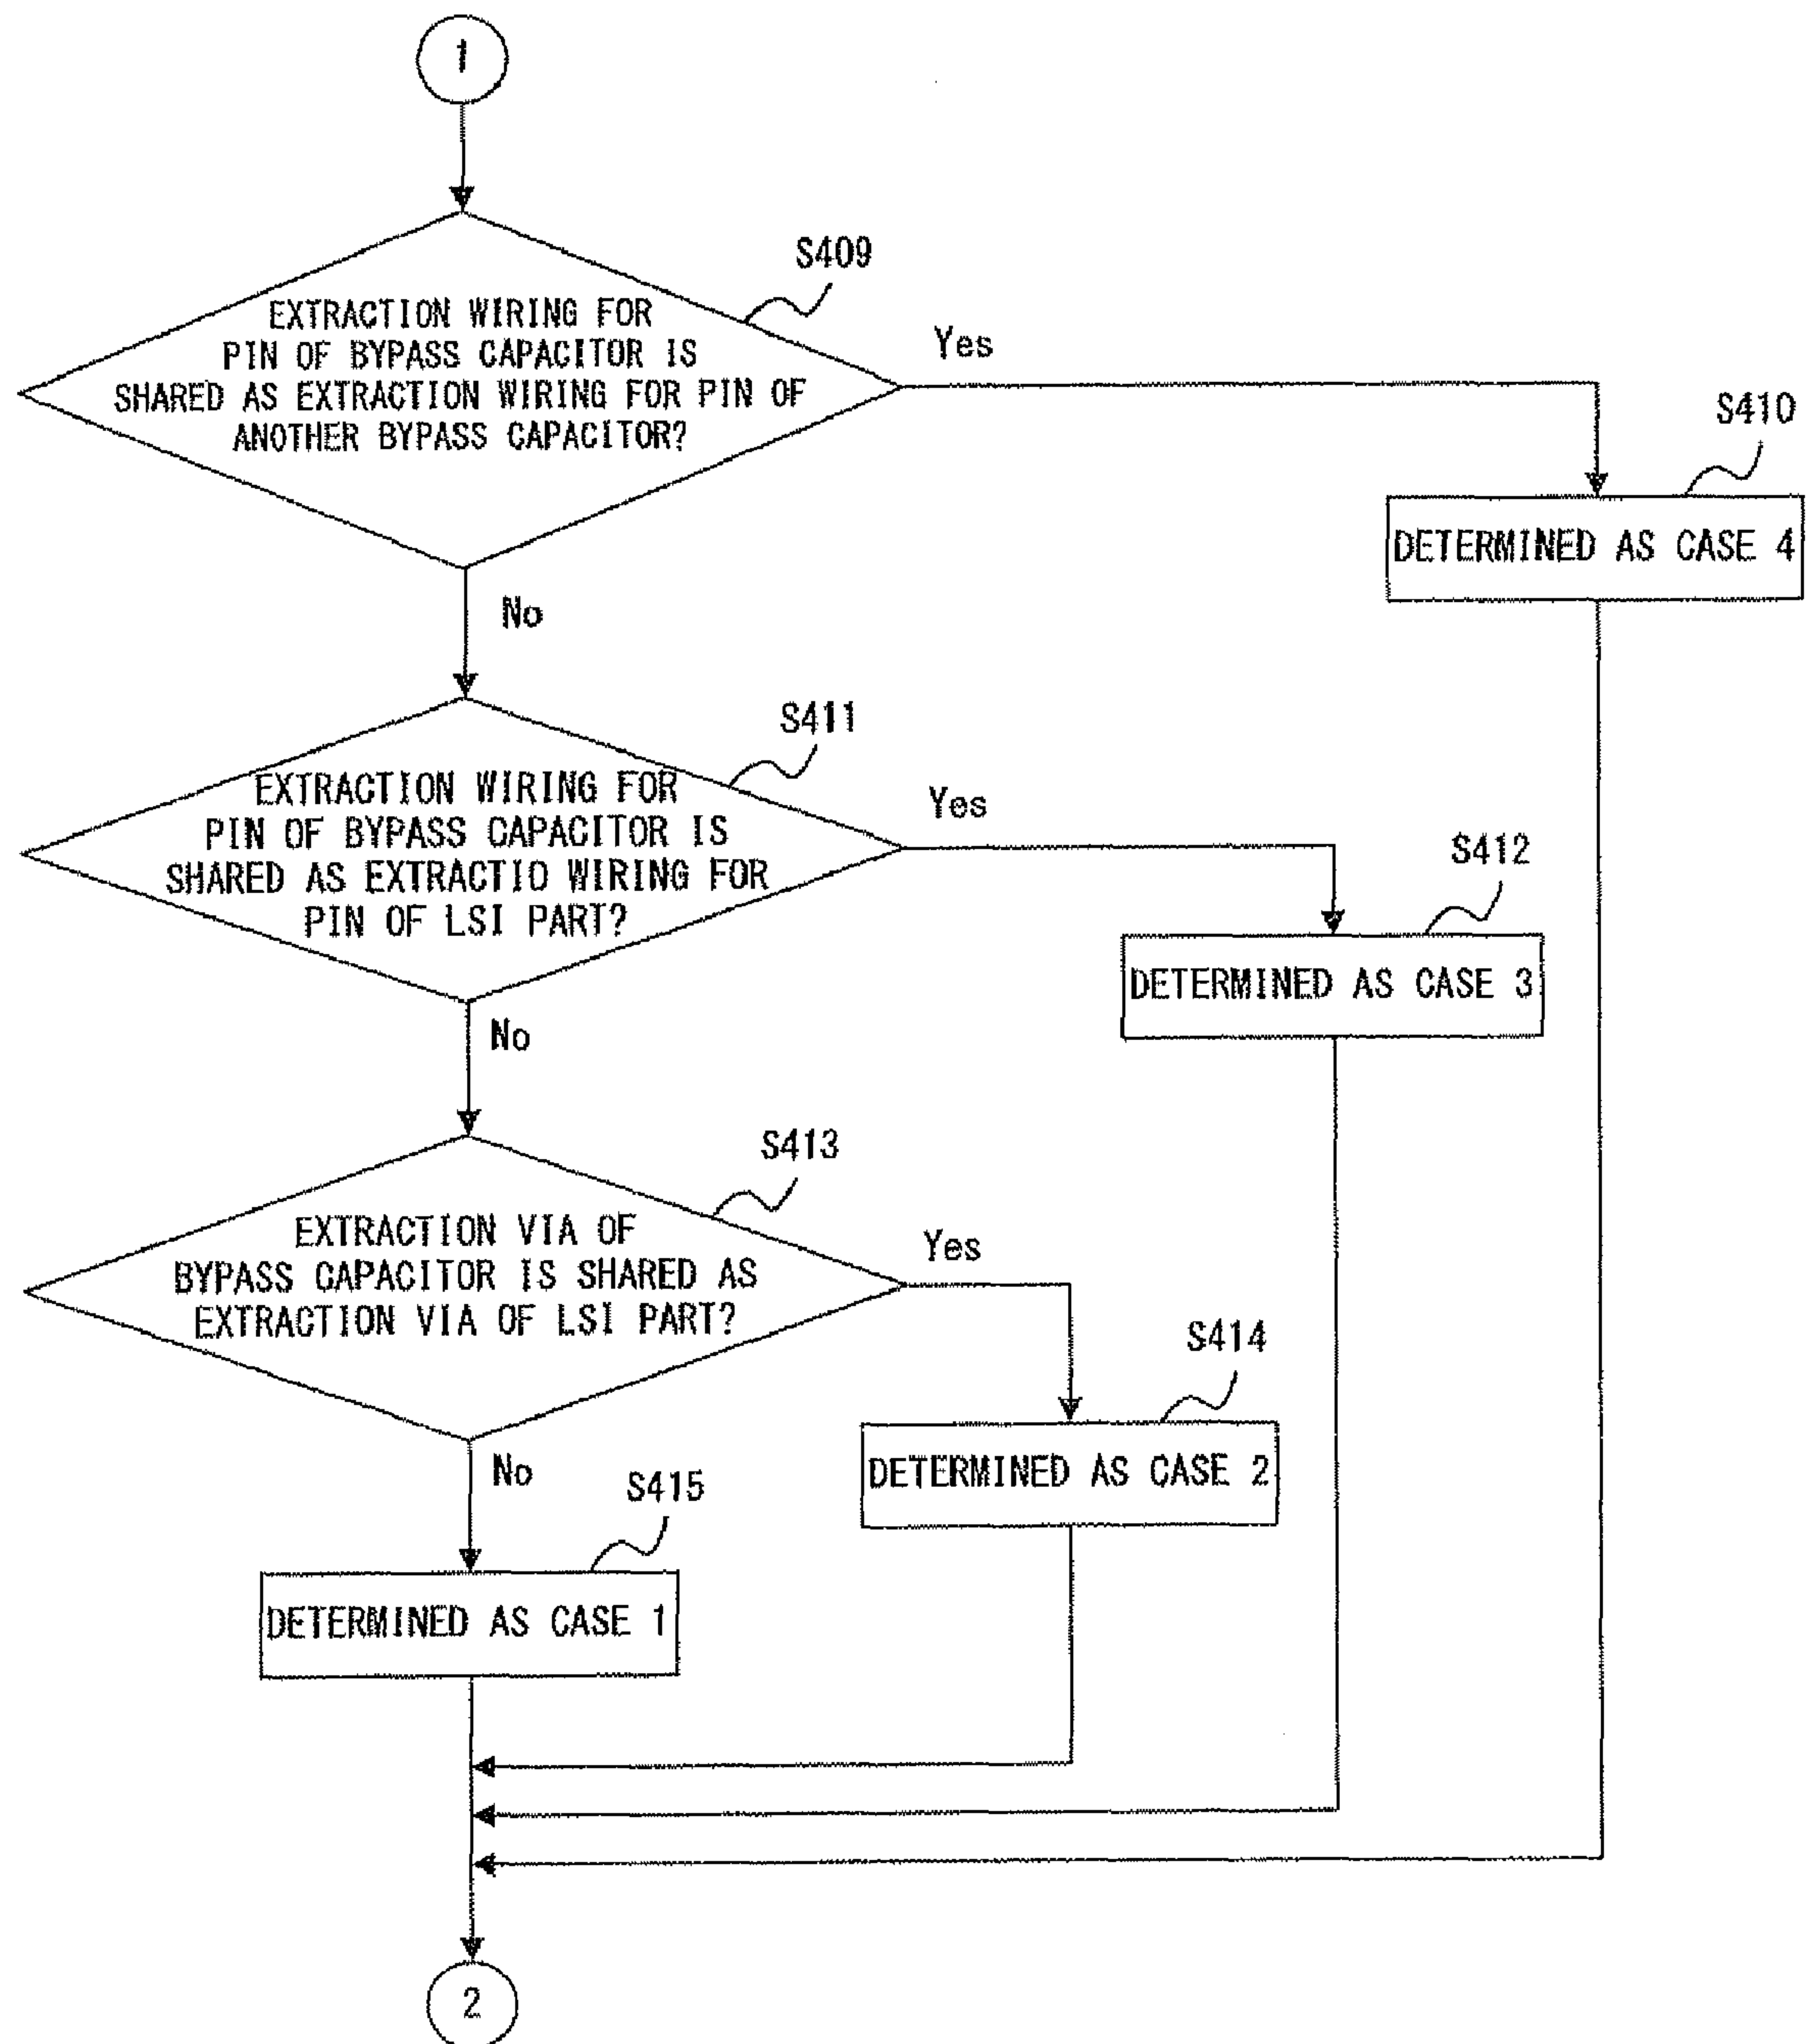 1
S409
EXTRACTION WIRING FOR
PIN OF BYPASS CAPACITOR IS
SHARED AS EXTRACTION WIRING FOR PIN OF
ANOTHER BYPASS CAPACITOR?
Yes
S410
DETERMINED AS CASE 4
No
S411
EXTRACTION WIRING FOR
PIN OF BYPASS CAPACITOR IS
SHARED AS EXTRACTIO WIRING FOR
PIN OF LSI PART?
Yes
S412
DETERMINED AS CASE 3
No
S413
EXTRACTION VIA OF
BYPASS CAPACITOR IS SHARED AS
EXTRACTION VIA OF LSI PART?
Yes
S414
DETERMINED AS CASE 2
No
S415
DETERMINED AS CASE 1
2